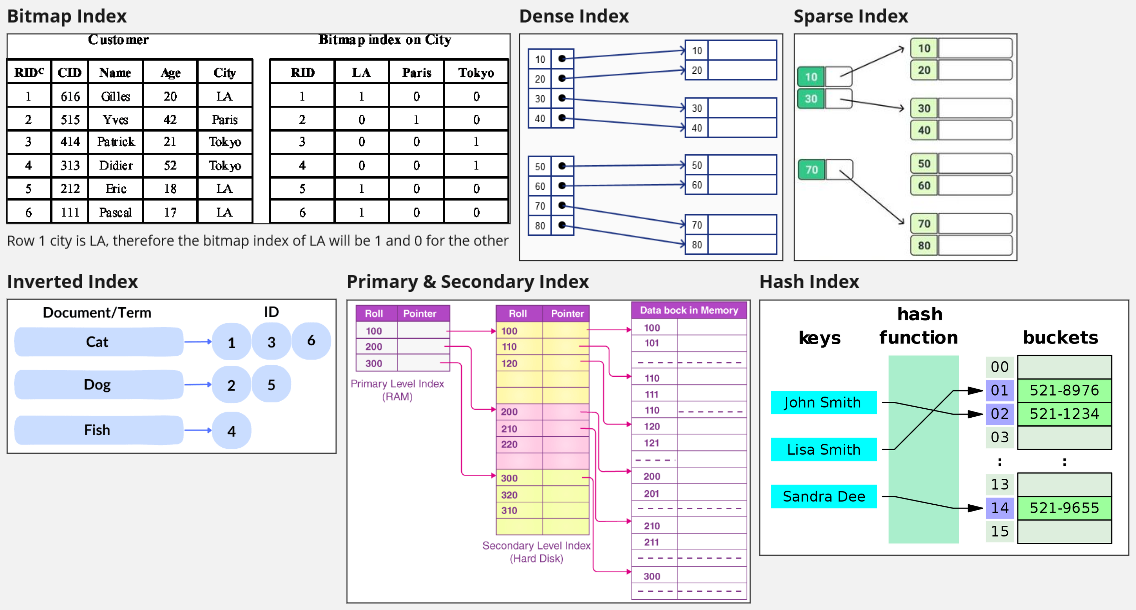 Bitmap Index
Customer
Bitmap index on City
RIDC CID Name Age City
1 616 Gilles 20 LA
2 515 Yves 42 Paris
3 414 Patrick 21 Tokyo
4 313 Didier 52 Tokyo
5 212 Eric 18 LA
6 111 Pascal 17 LA
RID LA Paris Tokyo
1 1 0 0
2 0 1 0
3 0 0 1
4 0 0 1
5 1 0 0
6 1 0 0
Row 1 city is LA, therefore the bitmap index of LA will be 1 and 0 for the other
Dense Index
10
20
30
40
50
60
70
80
10
20
30
40
50
60
70
80
Sparse Index
10
30
70
10
20
30
40
50
60
70
80
Inverted Index
Document/Term ID
Cat 1 3 6
Dog 2 5
Fish 4
Primary & Secondary Index
Roll Pointer
100
200
300
Primary Level Index
(RAM)
Roll Pointer
100
110
120
200
210
220
300
320
310
Secondary Level Index
(Hard Disk)
Data bock in Memory
100
101
110
111
110
120
121
200
201
210
211
300
Hash Index
keys
hash
function
buckets
John Smith
Lisa Smith
Sandra Dee
00
01 521-8976
02 521-1234
03
: :
13
14 521-9655
15